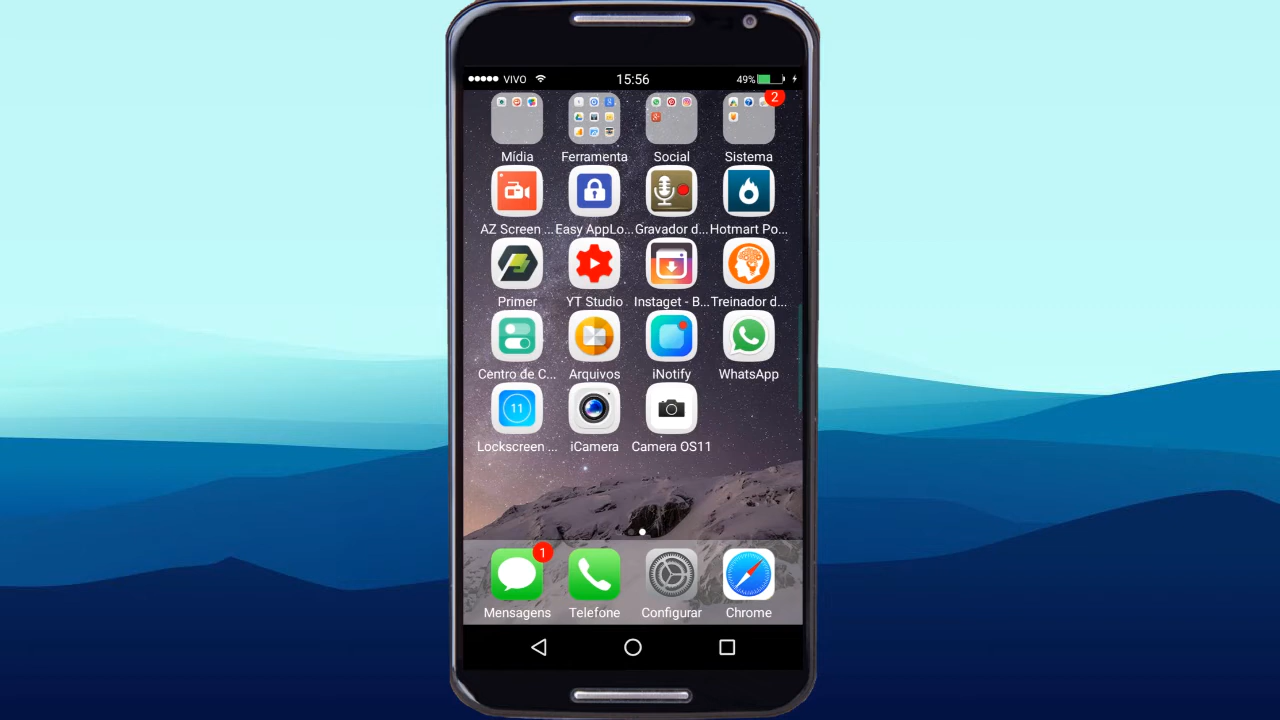 VIVO 15:56 49%
2
Mídia Ferramenta Social Sistema
AZ Screen ... Easy AppLo... Gravador d... Hotmart Po...
Primer YT Studio Instaget - B... Treinador d...
Centro de C... Arquivos iNotify WhatsApp
11
Lockscreen ... iCamera Camera OS11
1
Mensagens Telefone Configurar Chrome